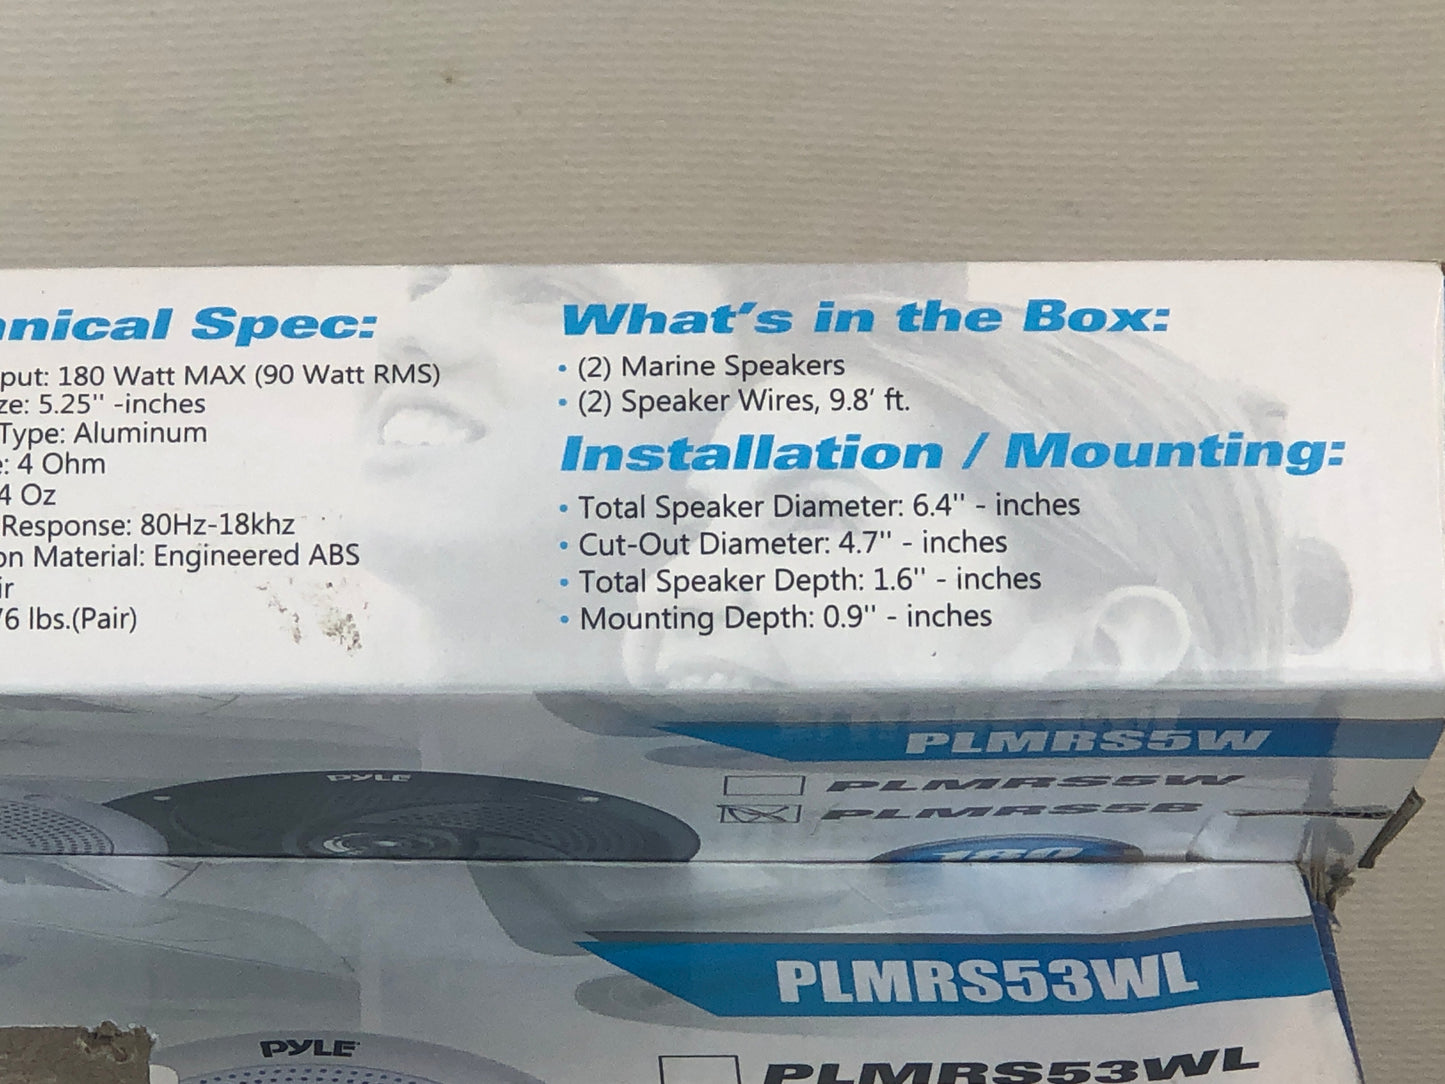 nical Spec:
put: 180 Watt MAX (90 Watt RMS)
ze: 5.25" -inches
Type: Aluminum
: 4 Ohm
4 Oz
Response: 80Hz-18khz
on Material: Engineered ABS
ir
76 lbs.(Pair)
What's in the Box:
• (2) Marine Speakers
• (2) Speaker Wires, 9.8' ft.
Installation / Mounting:
• Total Speaker Diameter: 6.4" - inches
• Cut-Out Diameter: 4.7" - inches
• Total Speaker Depth: 1.6" - inches
• Mounting Depth: 0.9" - inches
PLMRS5W
PYLE
PLMRS5W
PLMRS5B
180
PLMRS53WL
PYLE
PLMRS53WL